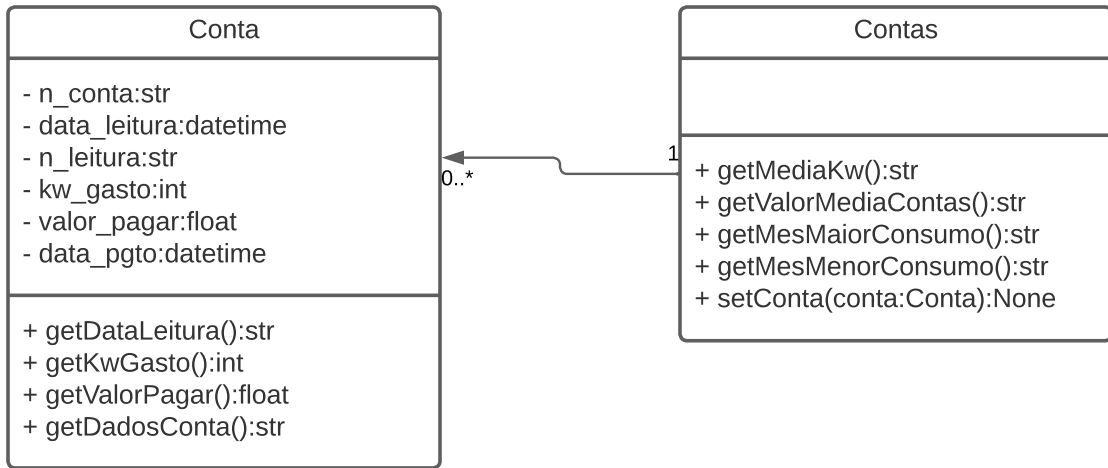 Conta
- n_conta:str
- data_leitura:datetime
- n_leitura:str
- kw_gasto:int
- valor_pagar:float
- data_pgto:datetime
+ getDataLeitura():str
+ getKwGasto():int
+ getValorPagar():float
+ getDadosConta():str
0..*
1
Contas
+ getMediaKw():str
+ getValorMediaContas():str
+ getMesMaiorConsumo():str
+ getMesMenorConsumo():str
+ setConta(conta:Conta):None